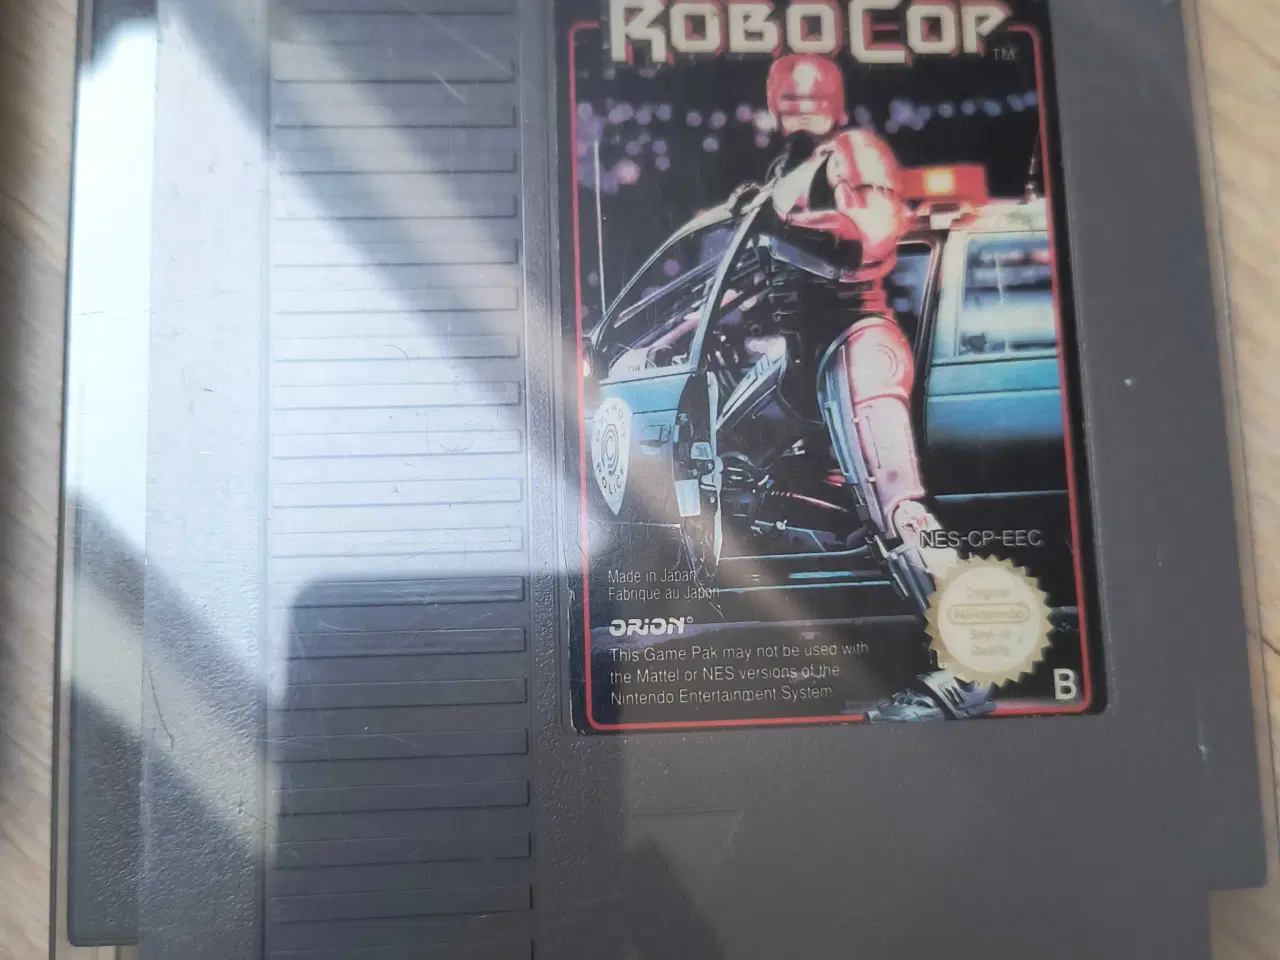 ROBOCOP
TM
DETROIT
NES-CP-EEC
Made in Japan
Fabriqué au Japon
ORION®
This Game Pak may not be used with
the Mattel or NES versions of the
Nintendo Entertainment System
Nintendo
Seal of
Quality
B